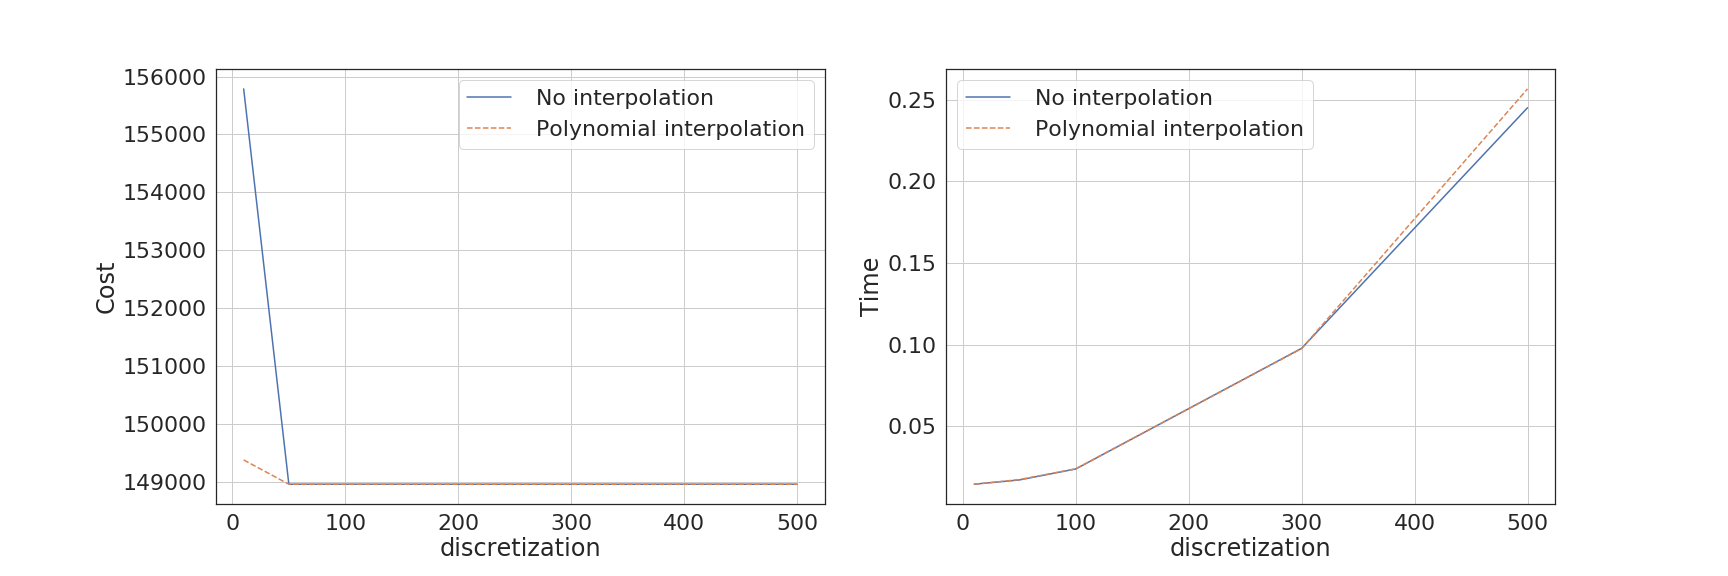 156000
155000
154000
153000
152000
151000
150000
149000
Cost
0 100 200 300 400 500
discretization
No interpolation
Polynomial interpolation
0.25
0.20
0.15
0.10
0.05
Time
0 100 200 300 400 500
discretization
No interpolation
Polynomial interpolation